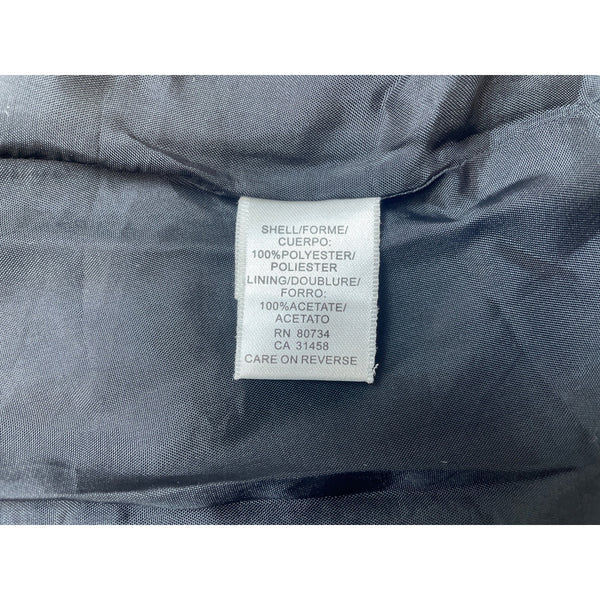 SHELL/FORME/
CUERPO:
100%POLYESTER/
POLIESTER
LINING/DOUBLURE/
FORRO:
100%ACETATE/
ACETATO
RN 80734
CA 31458
CARE ON REVERSE